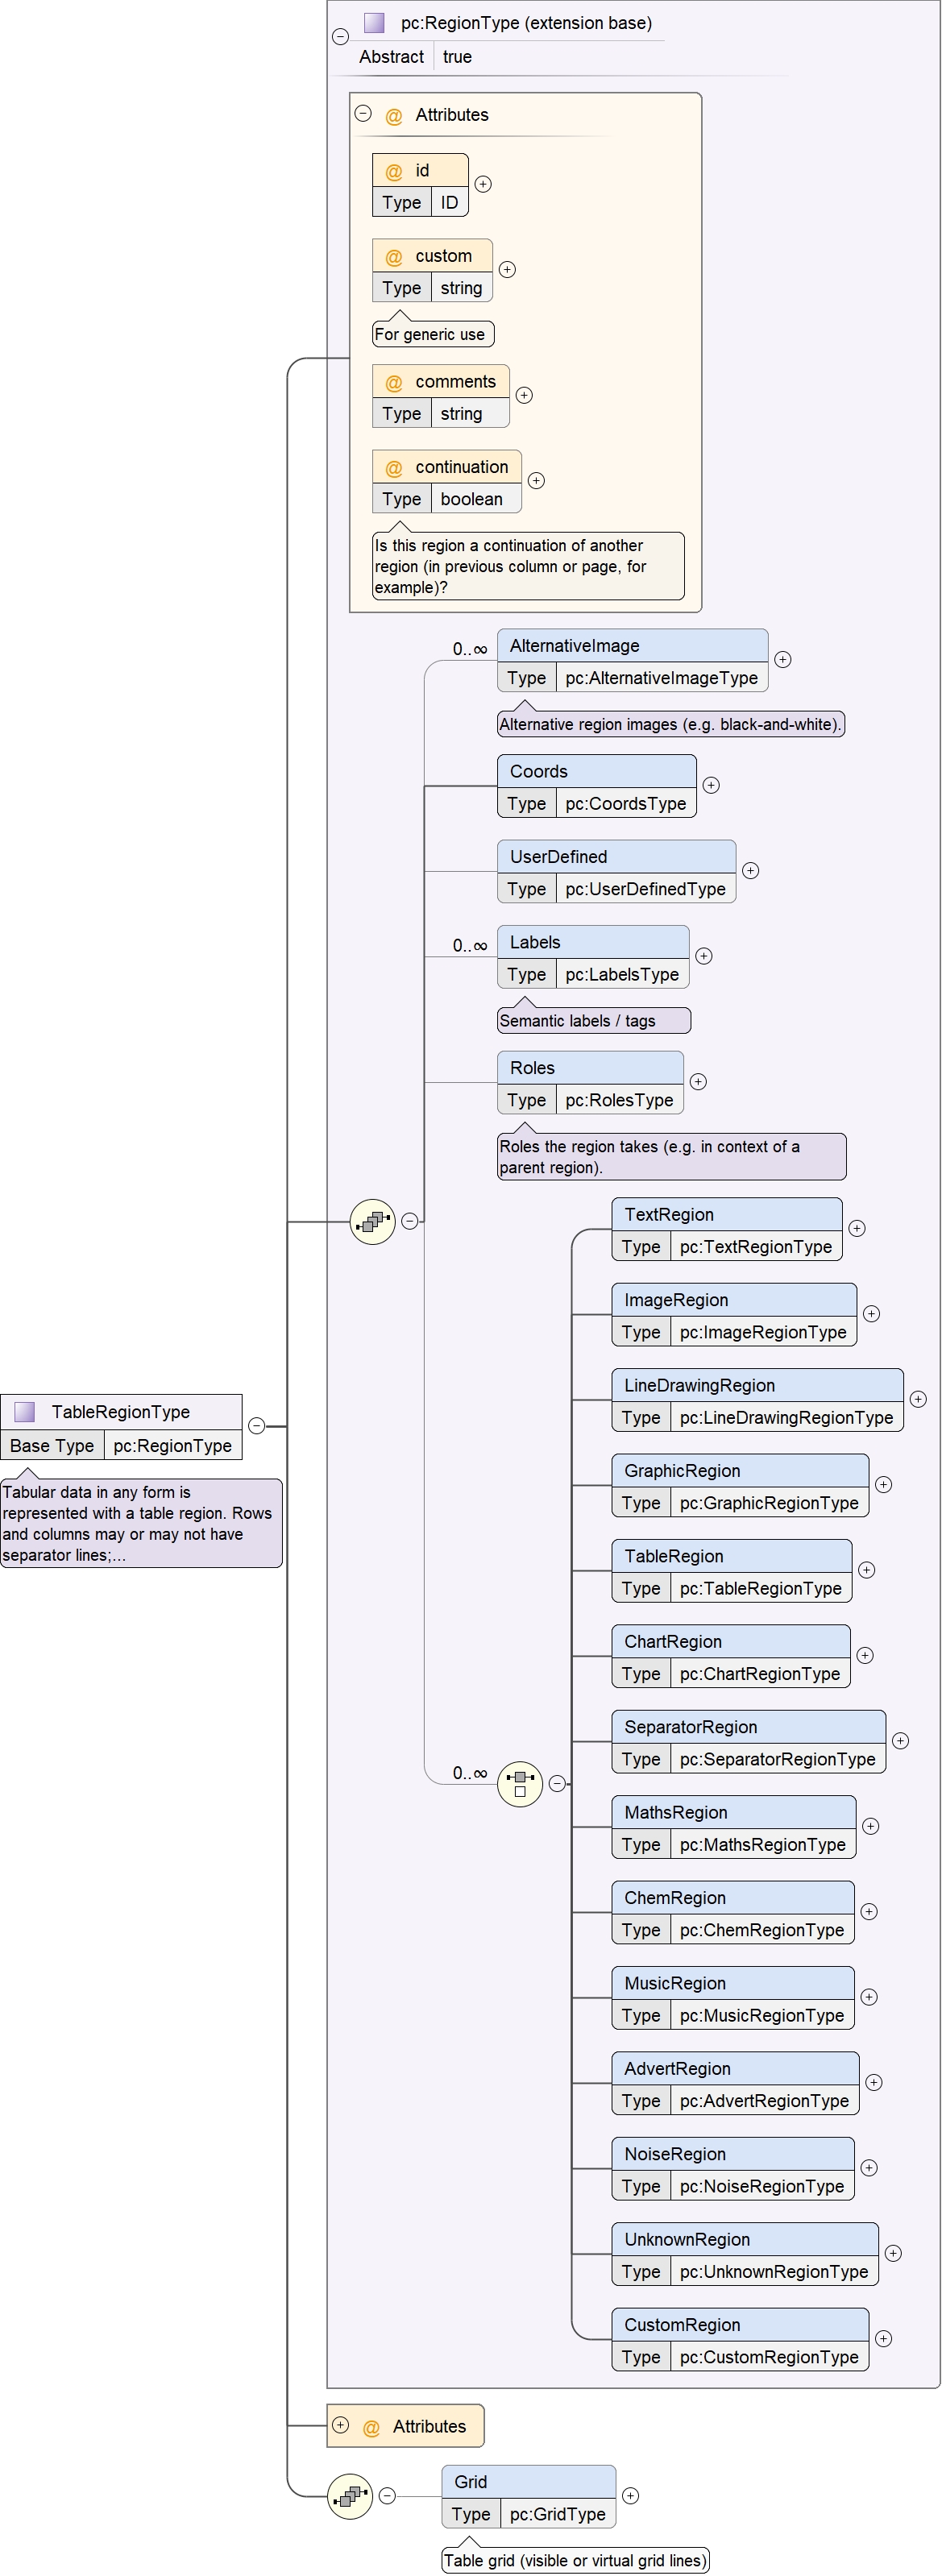 pc:RegionType (extension base)
Abstract true
@ Attributes
@ id
Type ID
@ custom
Type string
For generic use
@ comments
Type string
@ continuation
Type boolean
Is this region a continuation of another
region (in previous column or page, for
example)?
0..∞
AlternativeImage
Type pc:AlternativeImageType
Alternative region images (e.g. black-and-white).
Coords
Type pc:CoordsType
UserDefined
Type pc:UserDefinedType
0..∞
Labels
Type pc:LabelsType
Semantic labels / tags
Roles
Type pc:RolesType
Roles the region takes (e.g. in context of a
parent region).
TextRegion
Type pc:TextRegionType
ImageRegion
Type pc:ImageRegionType
LineDrawingRegion
Type pc:LineDrawingRegionType
GraphicRegion
Type pc:GraphicRegionType
TableRegion
Type pc:TableRegionType
ChartRegion
Type pc:ChartRegionType
SeparatorRegion
Type pc:SeparatorRegionType
0..∞
MathsRegion
Type pc:MathsRegionType
ChemRegion
Type pc:ChemRegionType
MusicRegion
Type pc:MusicRegionType
AdvertRegion
Type pc:AdvertRegionType
NoiseRegion
Type pc:NoiseRegionType
UnknownRegion
Type pc:UnknownRegionType
CustomRegion
Type pc:CustomRegionType
TableRegionType
Base Type pc:RegionType
Tabular data in any form is
represented with a table region. Rows
and columns may or may not have
separator lines;...
@ Attributes
Grid
Type pc:GridType
Table grid (visible or virtual grid lines)